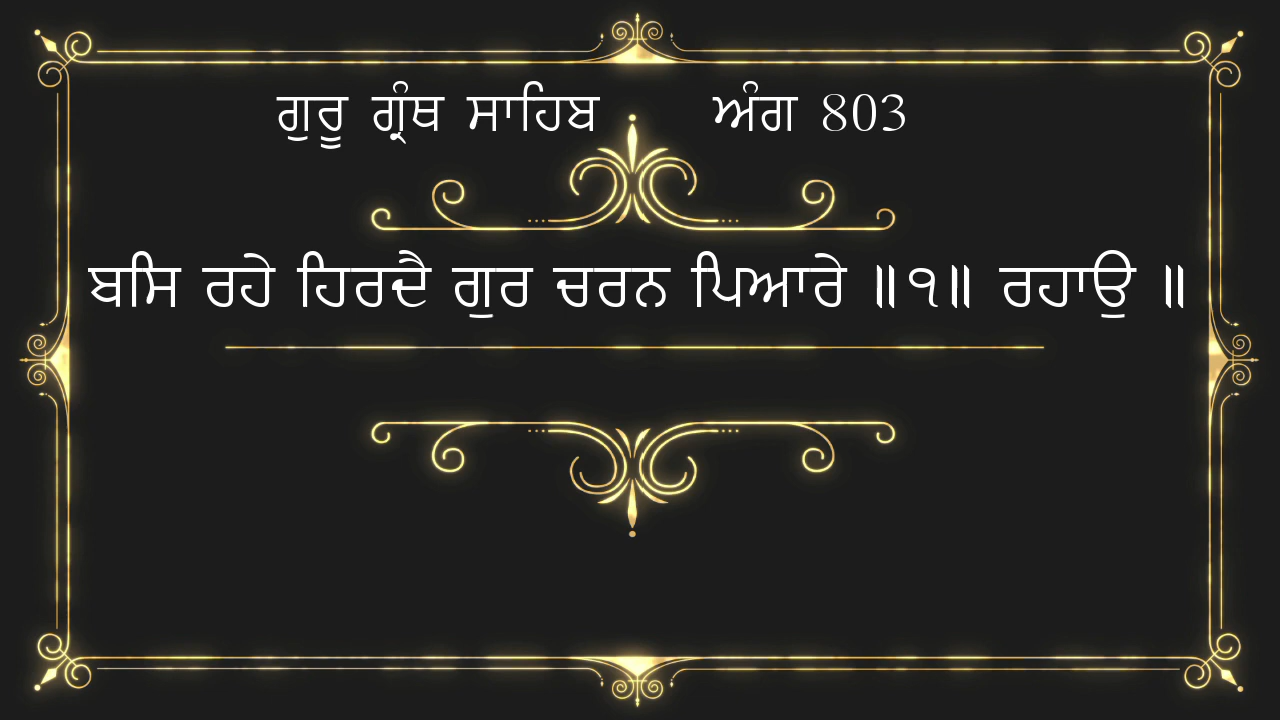 ਗੁਰੂ ਗ੍ਰੰਥ ਸਾਹਿਬ ਅੰਗ 803
ਬਸਿ ਰਹੇ ਹਿਰਦੈ ਗੁਰ ਚਰਨ ਪਿਆਰੇ ॥੧॥ ਰਹਾਉ ॥